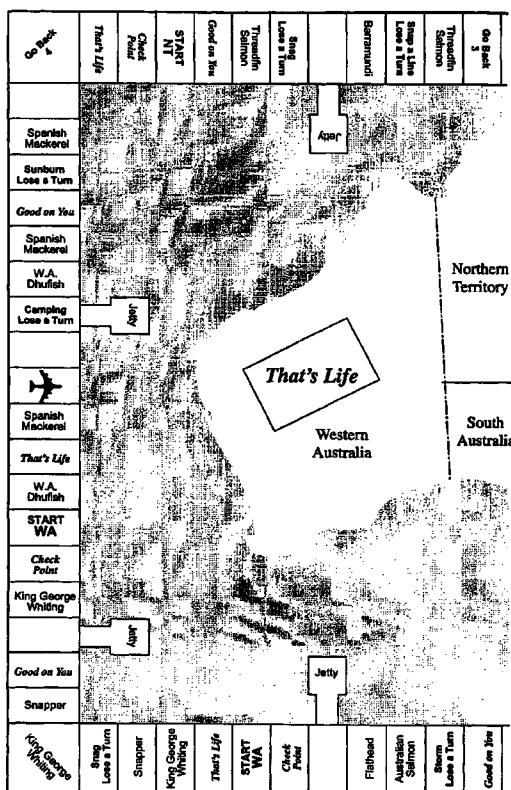 Go Back
4
That's Life
Check
Point
START
NT
Good on You
Threadfin
Salmon
Snag
Lose a Turn
Barramundi
Snap a Line
Lose a Turn
Threadfin
Salmon
Go Back
3
Spanish
Mackerel
Sunburn
Lose a Turn
Good on You
Spanish
Mackerel
W.A.
Dhufish
Camping
Lose a Turn
Spanish
Mackerel
That's Life
W.A.
Dhufish
START
WA
Check
Point
King George
Whiting
Good on You
Snapper
King George
Whiting
Jetty
Jetty
Jetty
Jetty
Northern
Territory
That's Life
Western
Australia
South
Australia
Snag
Lose a Turn
Snapper
King George
Whiting
That's Life
START
WA
Check
Point
Flathead
Australian
Salmon
Storm
Lose a Turn
Good on You